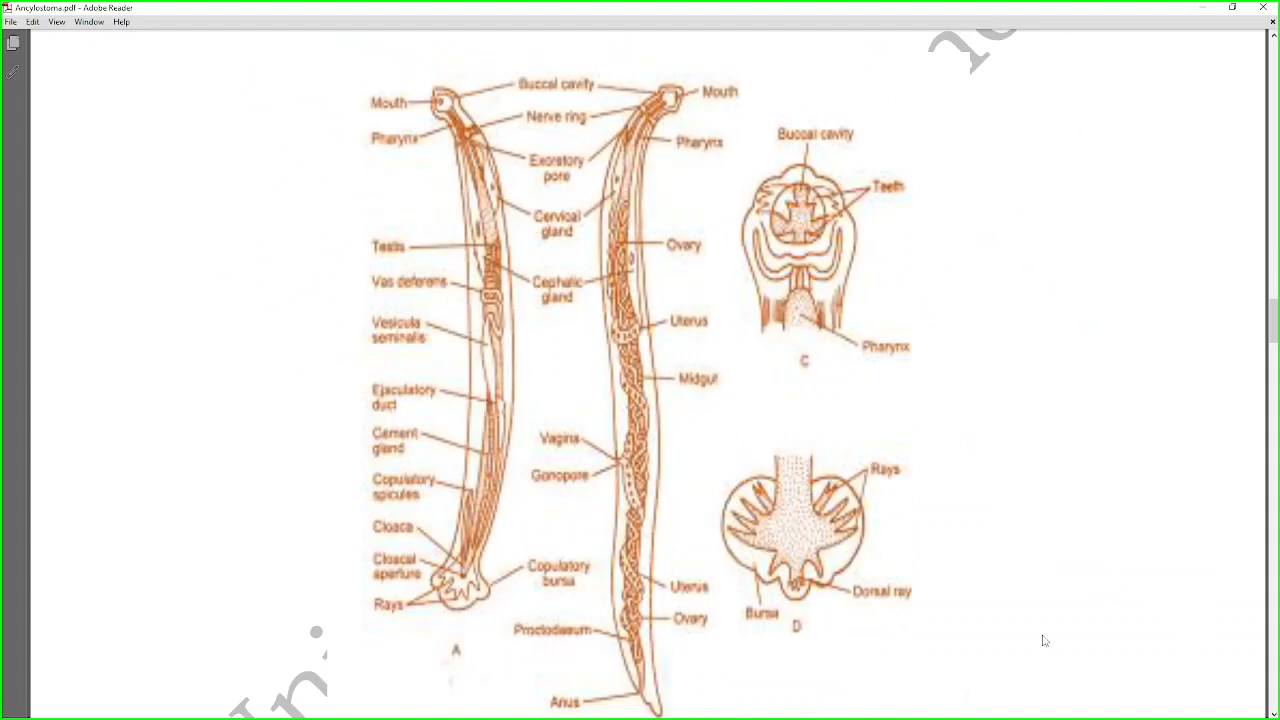 Ancylostoma.pdf - Adobe Reader
File Edit View Window Help
Buccal cavity
Mouth
Mouth
Nerve ring
Pharynx
Pharynx
Excretory
pore
Cervical
gland
Testis
Ovary
Vas deferens
Cephalic
gland
Vesicula
seminalis
Uterus
Midgut
Ejaculatory
duct
Cement
gland
Vagina
Gonopore
Copulatory
spicules
Cloaca
Cloacal
aperture
Copulatory
bursa
Uterus
Rays
Ovary
Proctodaeum
A
Anus
Buccal cavity
Teeth
Pharynx
C
Rays
Dorsal ray
Bursa
D